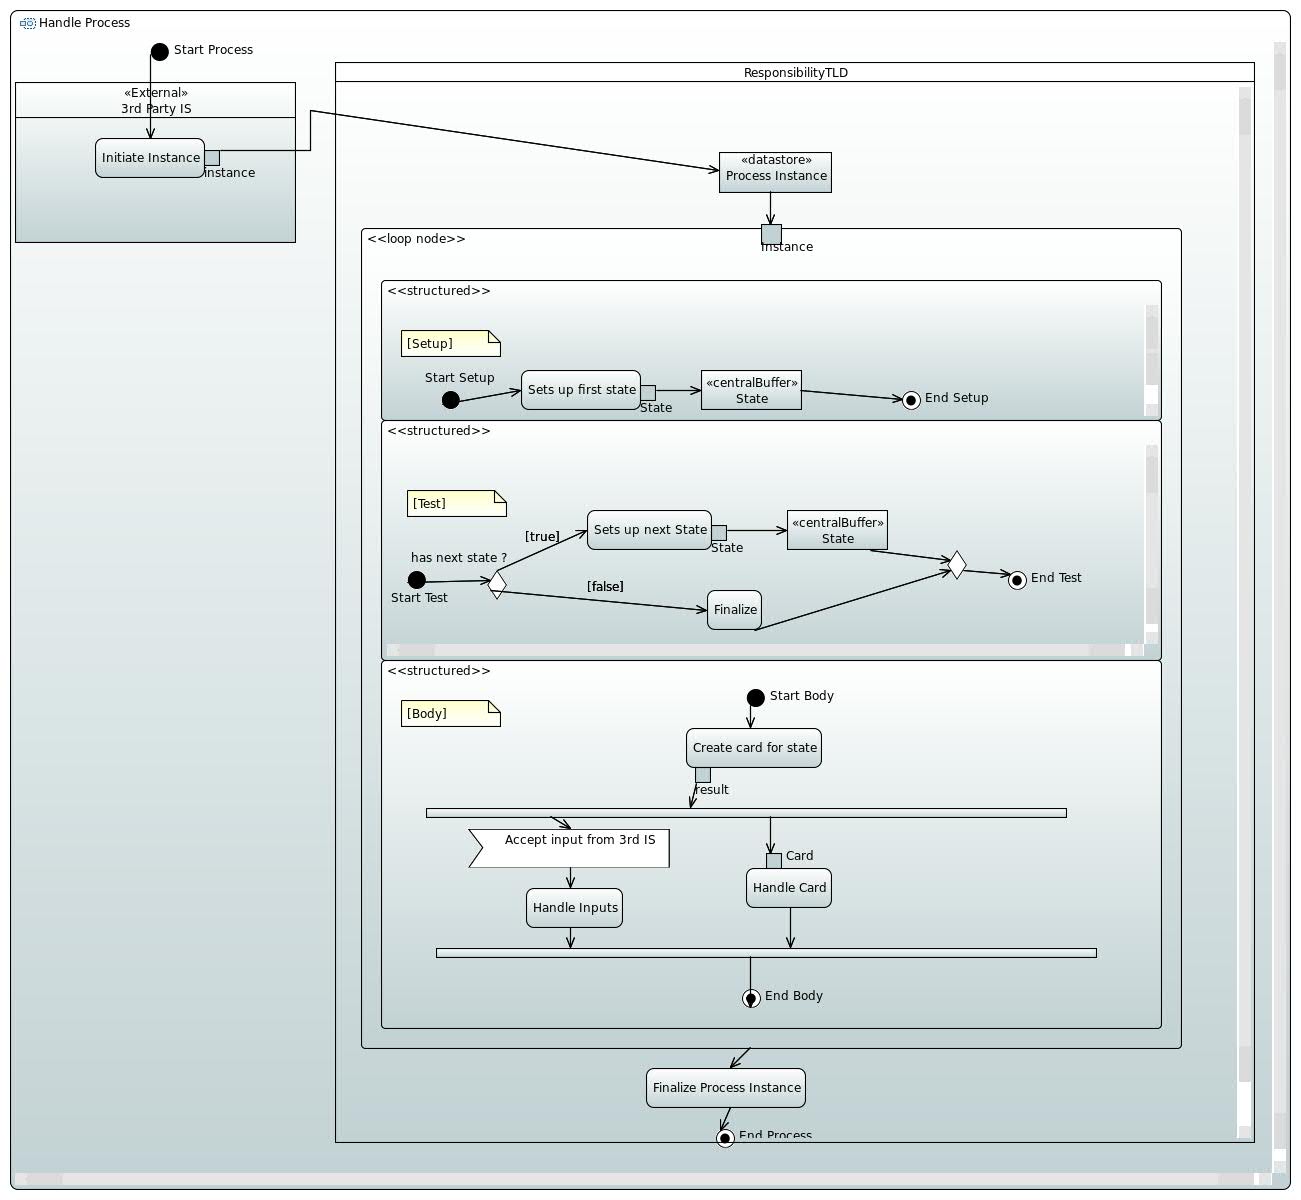 Handle Process
Start Process
ResponsibilityTLD
«External»
3rd Party IS
Initiate Instance
instance
«datastore»
Process Instance
Instance
<<loop node>>
<<structured>>
[Setup]
Start Setup
Sets up first state
State
«centralBuffer»
State
End Setup
<<structured>>
[Test]
has next state ?
Start Test
[true]
Sets up next State
State
«centralBuffer»
State
[false]
Finalize
End Test
<<structured>>
[Body]
Start Body
Create card for state
result
Accept input from 3rd IS
Card
Handle Card
Handle Inputs
End Body
Finalize Process Instance
End Process